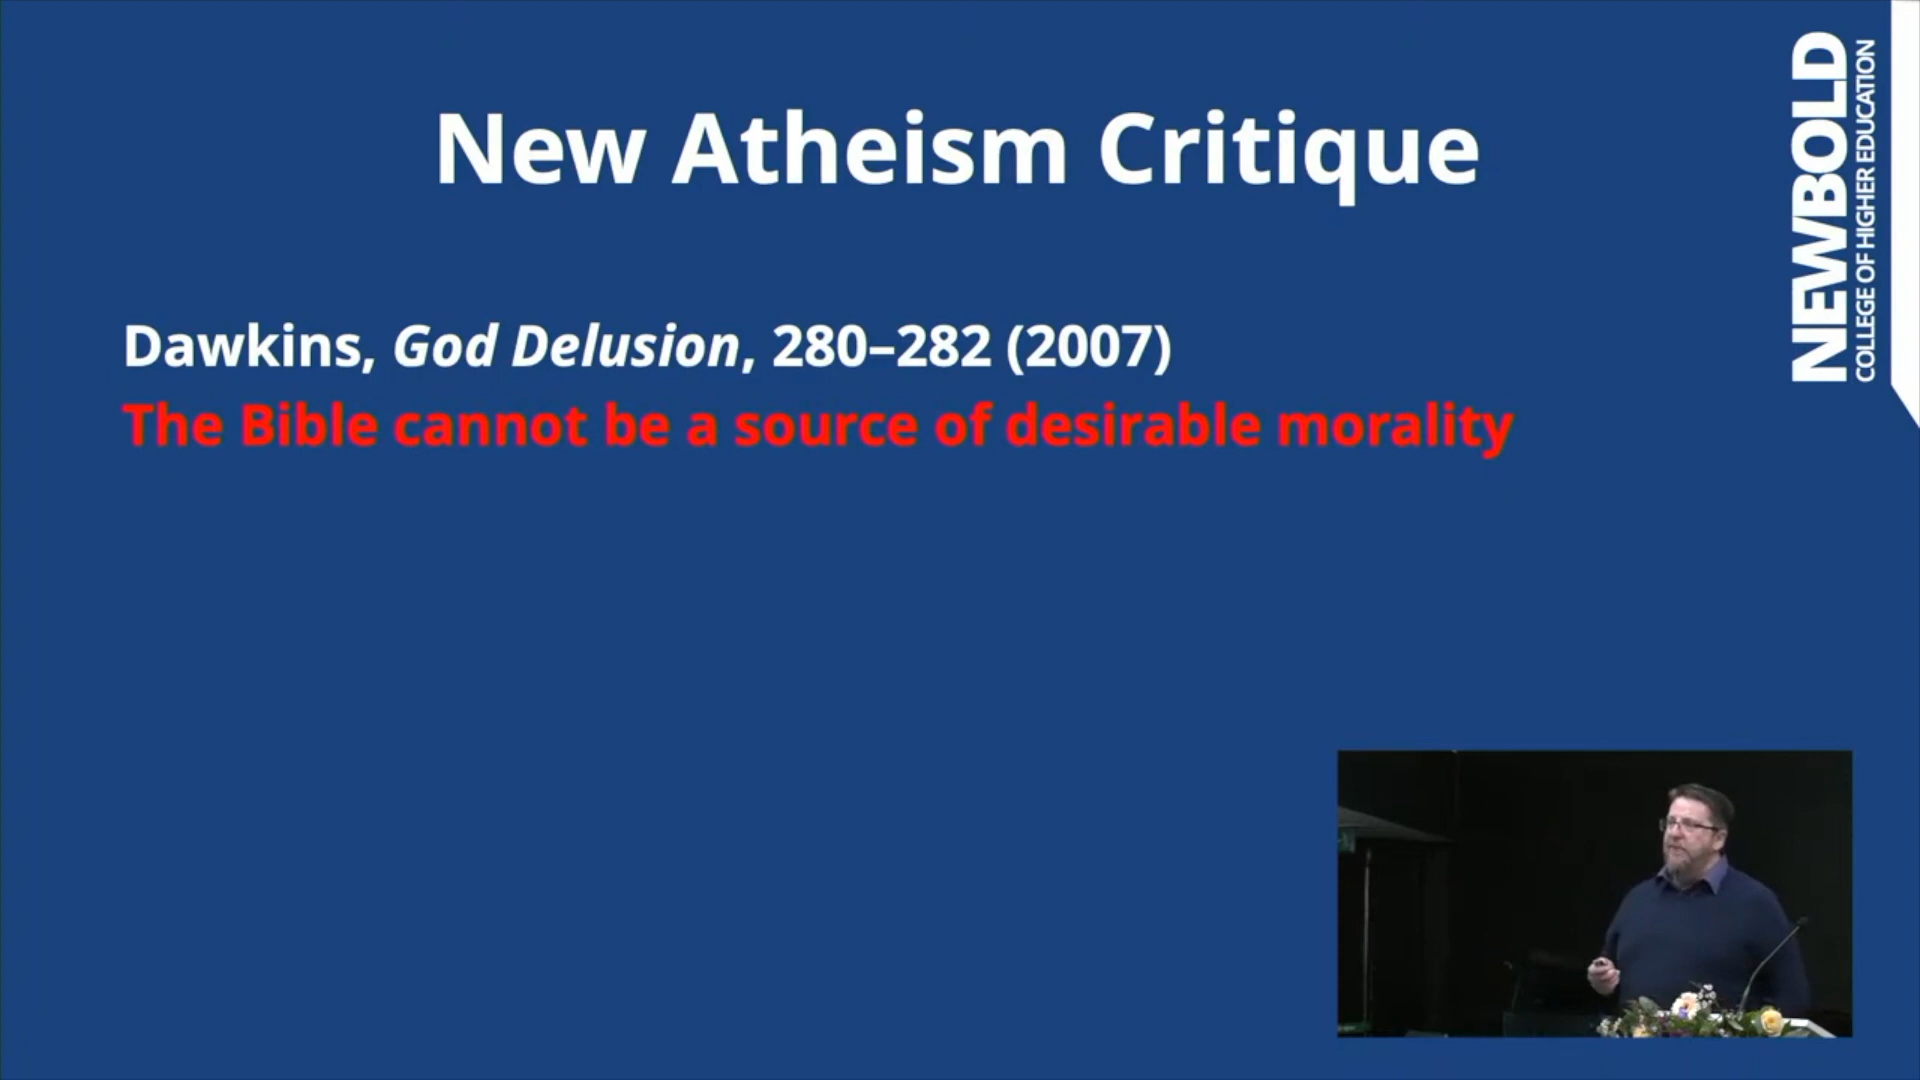 New Atheism Critique
Dawkins, God Delusion, 280–282 (2007)
The Bible cannot be a source of desirable morality
NEWBOLD
COLLEGE OF HIGHER EDUCATION